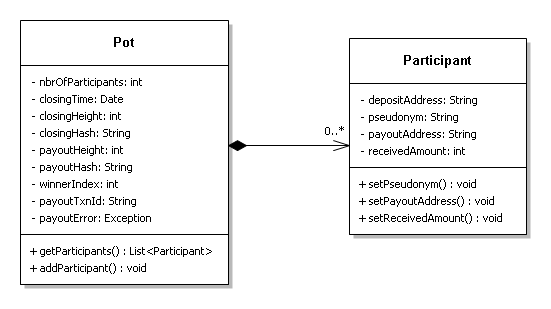 Pot
- nbrOfParticipants: int
- closingTime: Date
- closingHeight: int
- closingHash: String
- payoutHeight: int
- payoutHash: String
- winnerIndex: int
- payoutTxnId: String
- payoutError: Exception
+ getParticipants() : List<Participant>
+ addParticipant() : void
0..*
Participant
- depositAddress: String
- pseudonym: String
- payoutAddress: String
- receivedAmount: int
+ setPseudonym() : void
+ setPayoutAddress() : void
+ setReceivedAmount() : void